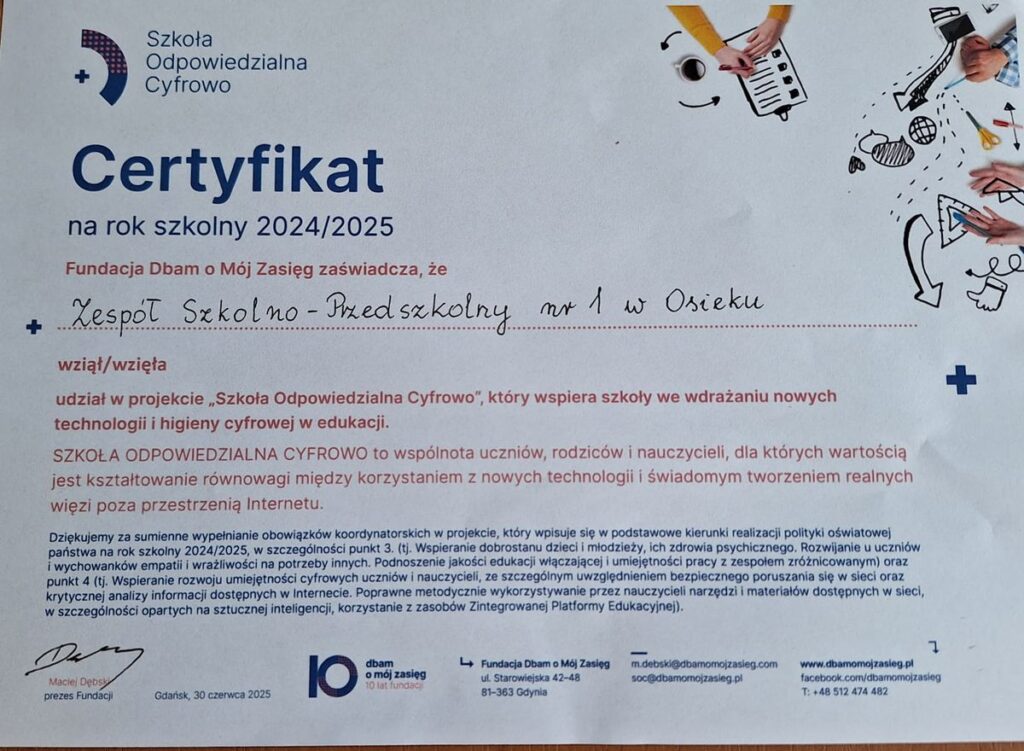 Szkoła
Odpowiedzialna
Cyfrowo
Certyfikat
na rok szkolny 2024/2025
Fundacja Dbam o Mój Zasięg zaświadcza, że
Zespół Szkolno-Przedszkolny nr 1 w Osieku
wziął/wzięła
udział w projekcie „Szkoła Odpowiedzialna Cyfrowo”, który wspiera szkoły we wdrażaniu nowych
technologii i higieny cyfrowej w edukacji.
SZKOŁA ODPOWIEDZIALNA CYFROWO to wspólnota uczniów, rodziców i nauczycieli, dla których wartością
jest kształtowanie równowagi między korzystaniem z nowych technologii i świadomym tworzeniem realnych
więzi poza przestrzenią Internetu.
Dziękujemy za sumienne wypełnianie obowiązków koordynatorskich w projekcie, który wpisuje się w podstawowe kierunki realizacji polityki oświatowej
państwa na rok szkolny 2024/2025, w szczególności punkt 3. (tj. Wspieranie dobrostanu dzieci i młodzieży, ich zdrowia psychicznego. Rozwijanie u uczniów
i wychowanków empatii i wrażliwości na potrzeby innych. Podnoszenie jakości edukacji włączającej i umiejętności pracy z zespołem zróżnicowanym) oraz
punkt 4 (tj. Wspieranie rozwoju umiejętności cyfrowych uczniów i nauczycieli, ze szczególnym uwzględnieniem bezpiecznego poruszania się w sieci oraz
krytycznej analizy informacji dostępnych w Internecie. Poprawne metodycznie wykorzystywanie przez nauczycieli narzędzi i materiałów dostępnych w sieci,
w szczególności opartych na sztucznej inteligencji, korzystanie z zasobów Zintegrowanej Platformy Edukacyjnej).
Maciej Dębski
prezes Fundacji
Gdańsk, 30 czerwca 2025
10
dbam
o mój zasięg
10 lat fundacji
Fundacja Dbam o Mój Zasięg
ul. Starowiejska 42-48
81-363 Gdynia
m.debski@dbamomojzasieg.com
soc@dbamomojzasieg.pl
www.dbamomojzasieg.pl
facebook.com/dbamomojzasieg
T: +48 512 474 482